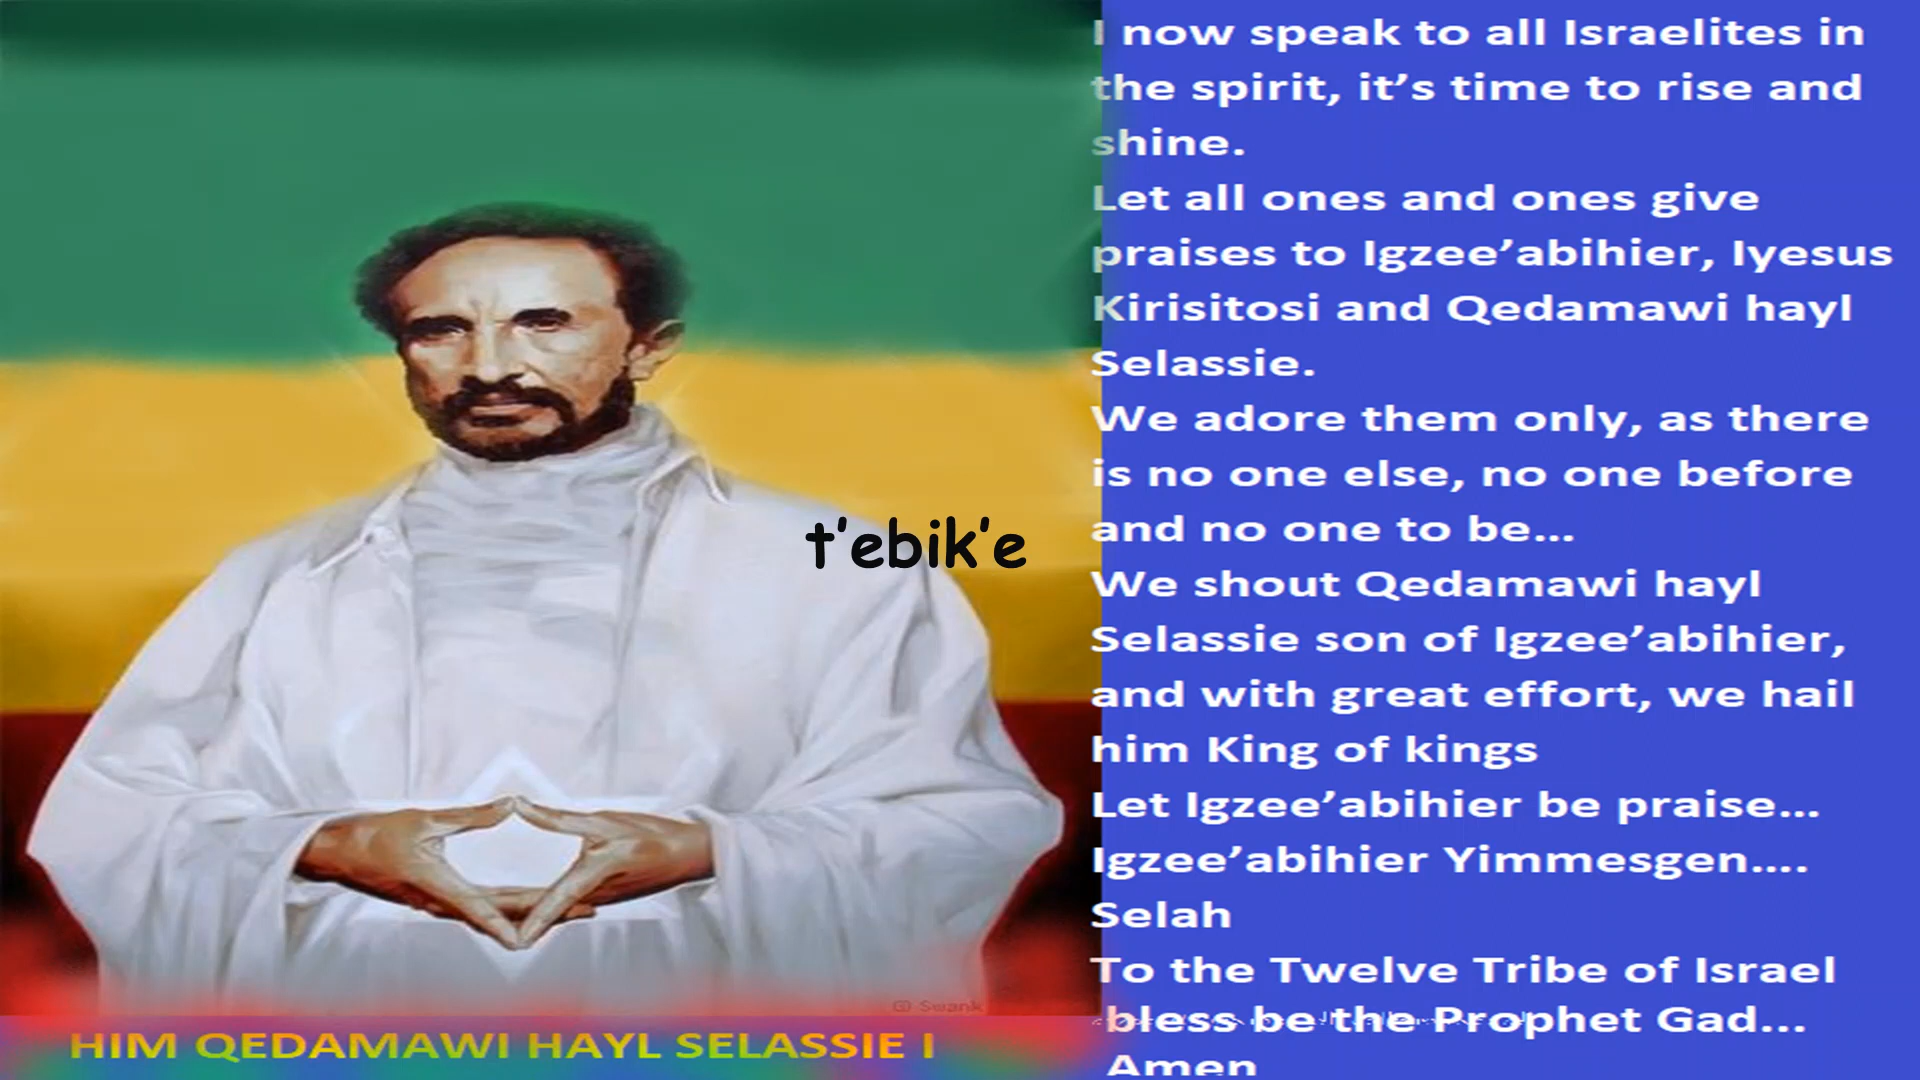 I now speak to all Israelites in
the spirit, it’s time to rise and
shine.
Let all ones and ones give
praises to Igzee’abihier, Iyesus
Kirisitosi and Qedamawi hayl
Selassie.
We adore them only, as there
is no one else, no one before
and no one to be...
We shout Qedamawi hayl
Selassie son of Igzee’abihier,
and with great effort, we hail
him King of kings
Let Igzee’abihier be praise...
Igzee’abihier Yimmesgen....
Selah
To the Twelve Tribe of Israel
bless be the Prophet Gad...
Amen
t’ebik’e
Swank
HIM QEDAMAWI HAYL SELASSIE I